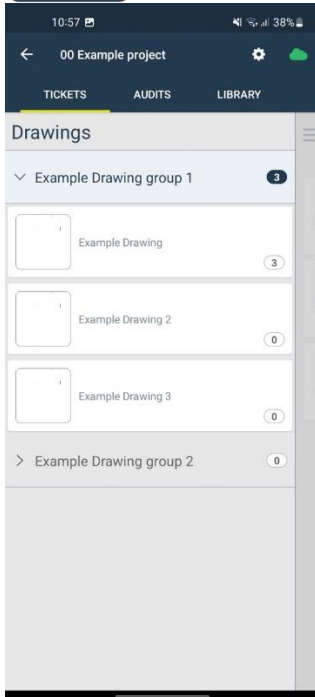 10:57 38%
00 Example project
TICKETS AUDITS LIBRARY
Drawings
Example Drawing group 1 3
Example Drawing
3
Example Drawing 2
0
Example Drawing 3
0
Example Drawing group 2 0